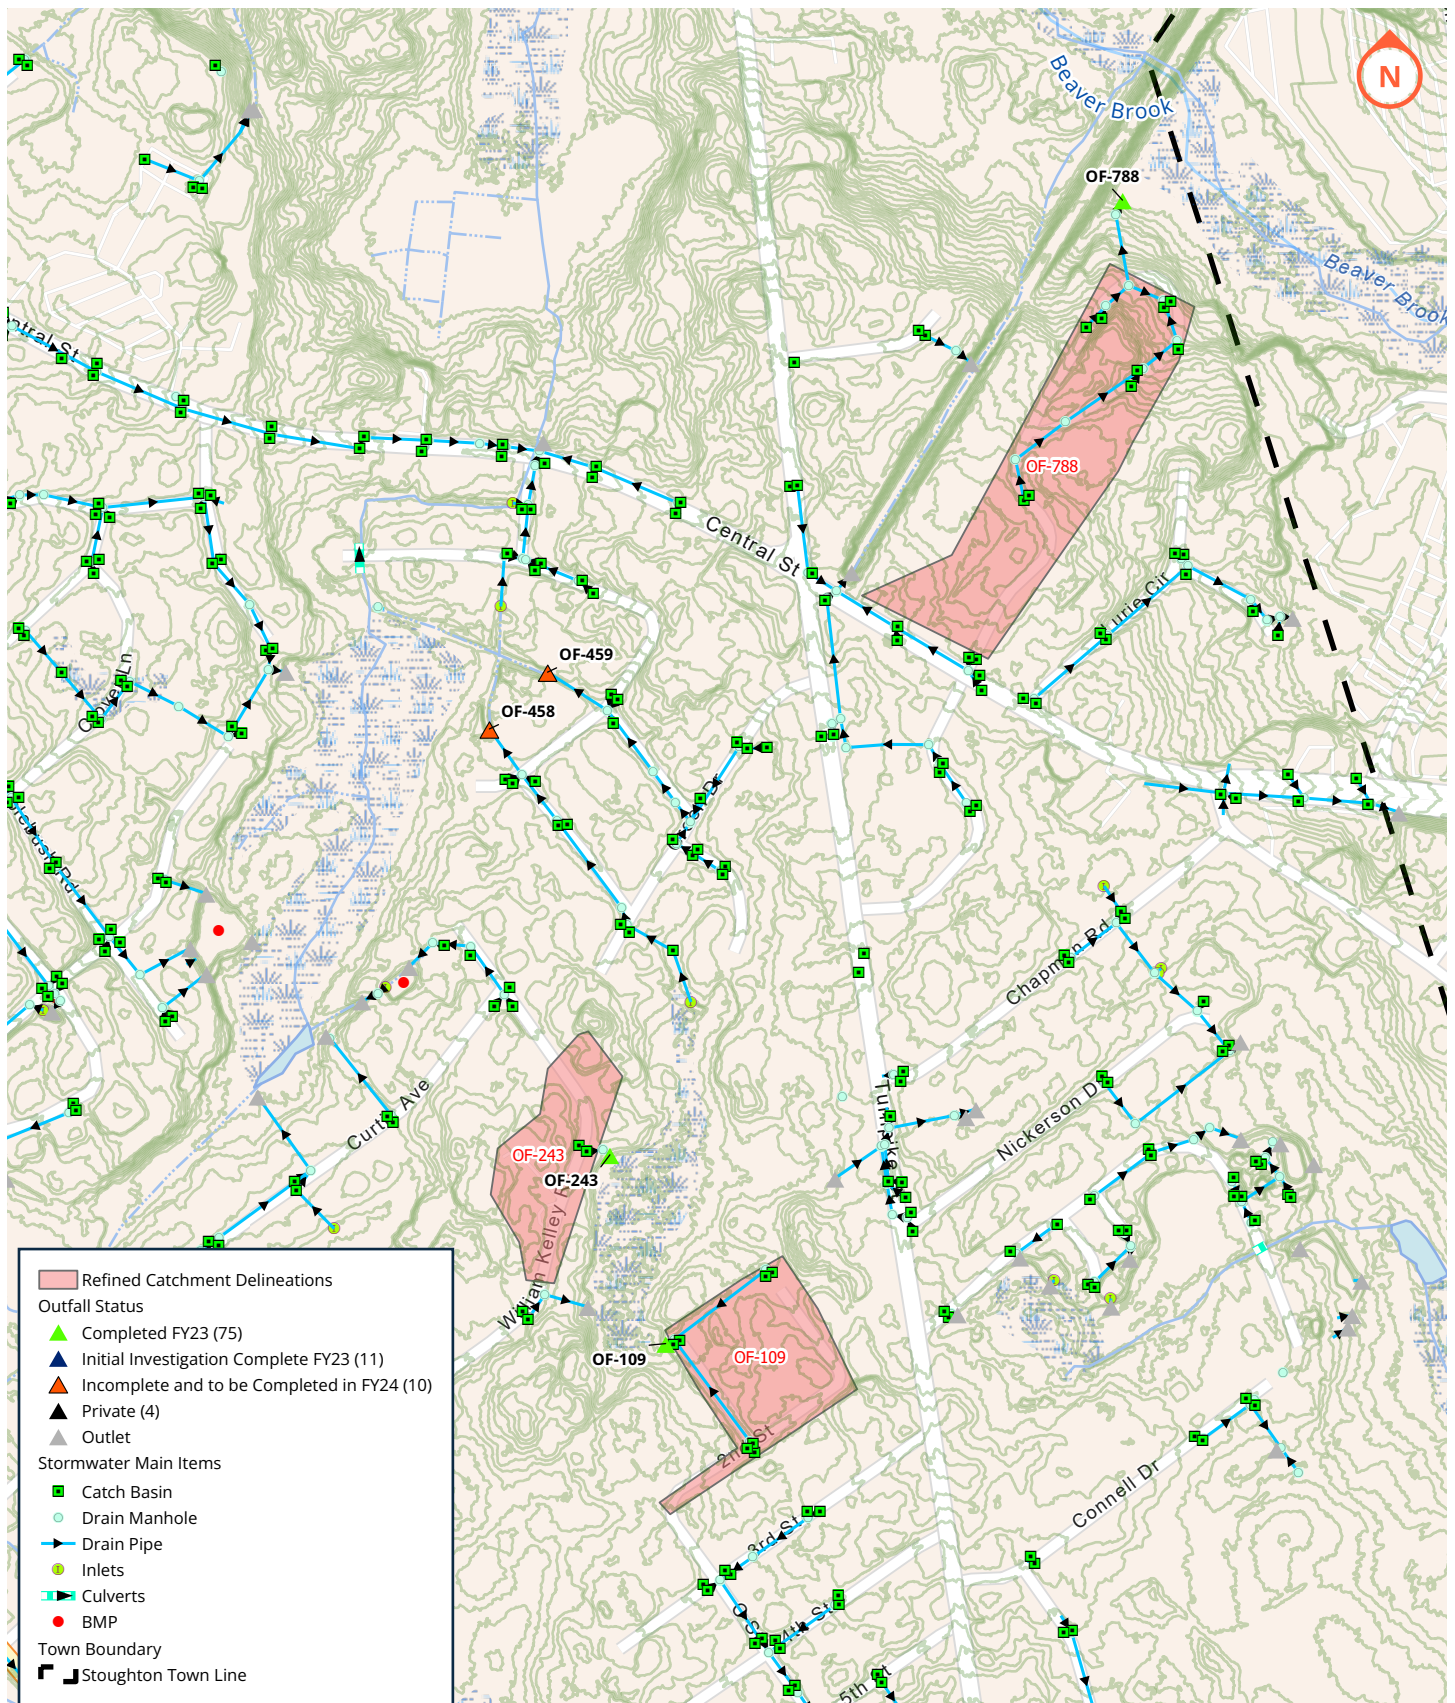 N
Beaver Brook
OF-788
Beaver Brook
OF-788
Central St
OF-459
OF-458
Chapman Rd
Curtis Ave
Turnpike
Nickerson Dr
OF-243
OF-243
William Kelley
OF-109
OF-109
2nd St
Connell Dr
3rd St
4th St
5th St
Refined Catchment Delineations
Outfall Status
Completed FY23 (75)
Initial Investigation Complete FY23 (11)
Incomplete and to be Completed in FY24 (10)
Private (4)
Outlet
Stormwater Main Items
Catch Basin
Drain Manhole
Drain Pipe
Inlets
Culverts
BMP
Town Boundary
Stoughton Town Line